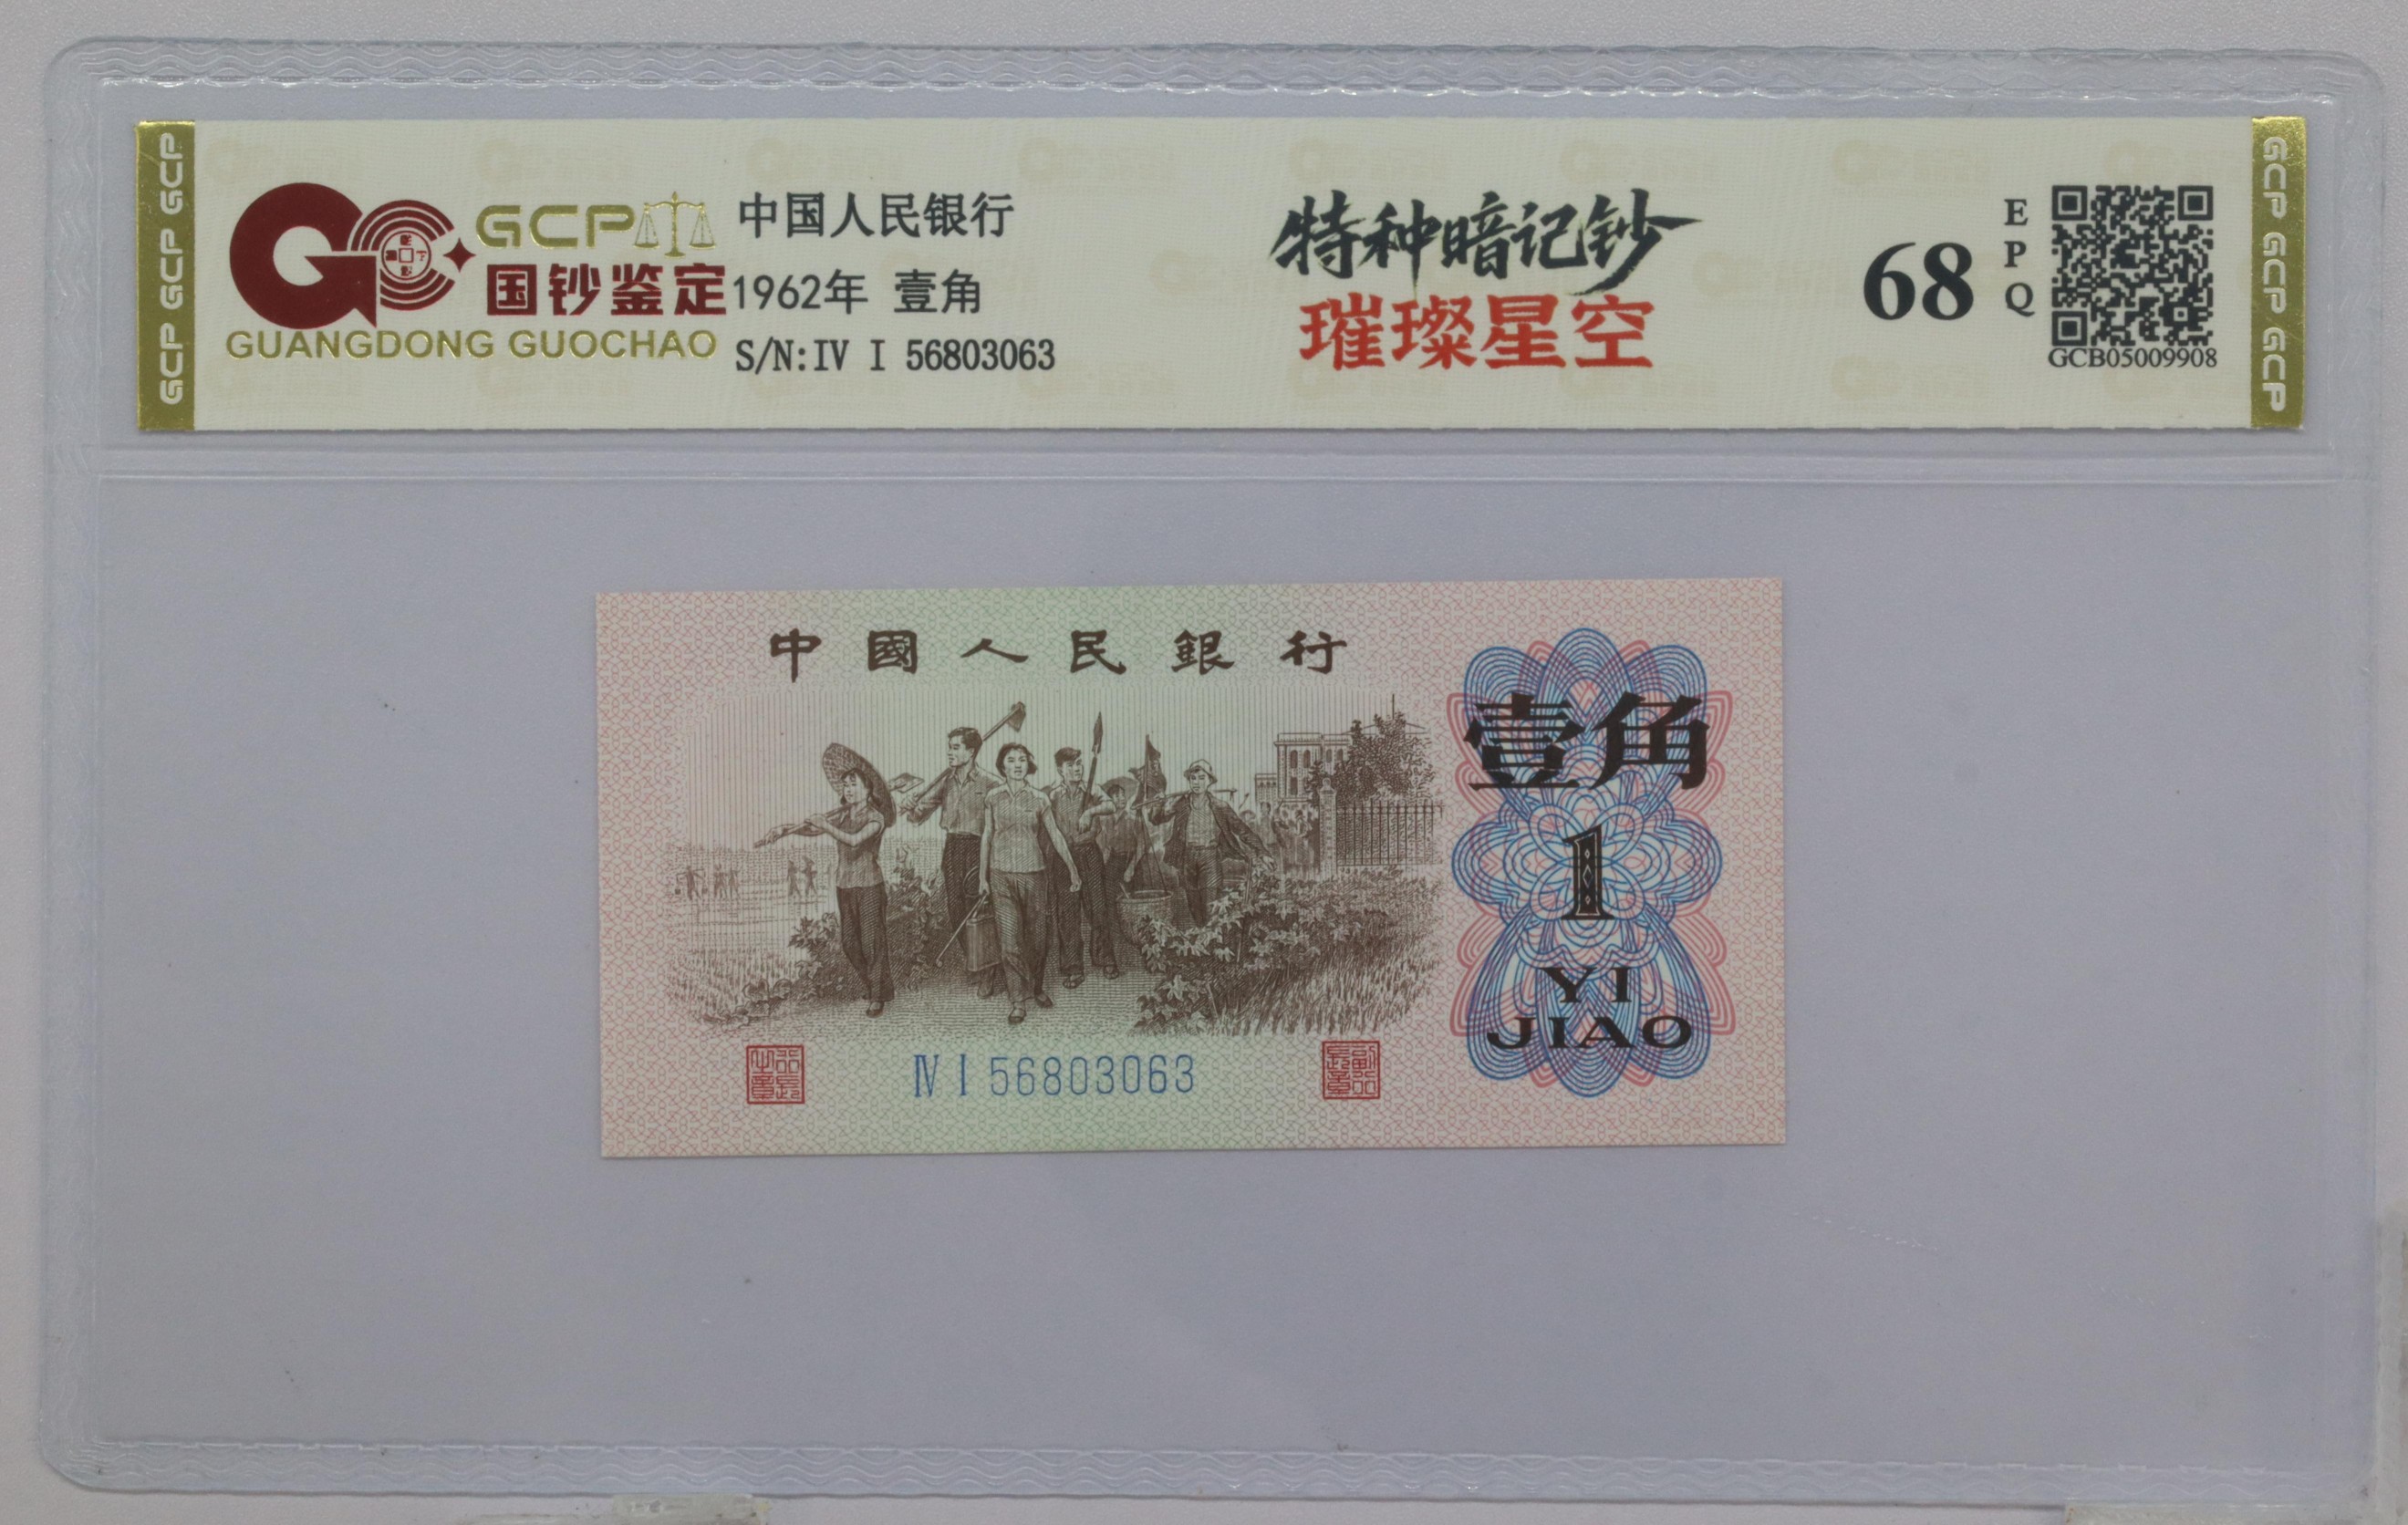 GCP GCP GCP
GCP
国钞鉴定
GUANGDONG GUOCHAO
中国人民银行
1962年 壹角
S/N:IV I 56803063
特种暗记钞
璀璨星空
68
EPQ
GCB05009908
GCP GCP GCP
中國人民銀行
壹角
1
YI
JIAO
Ⅳ Ⅰ 56803063